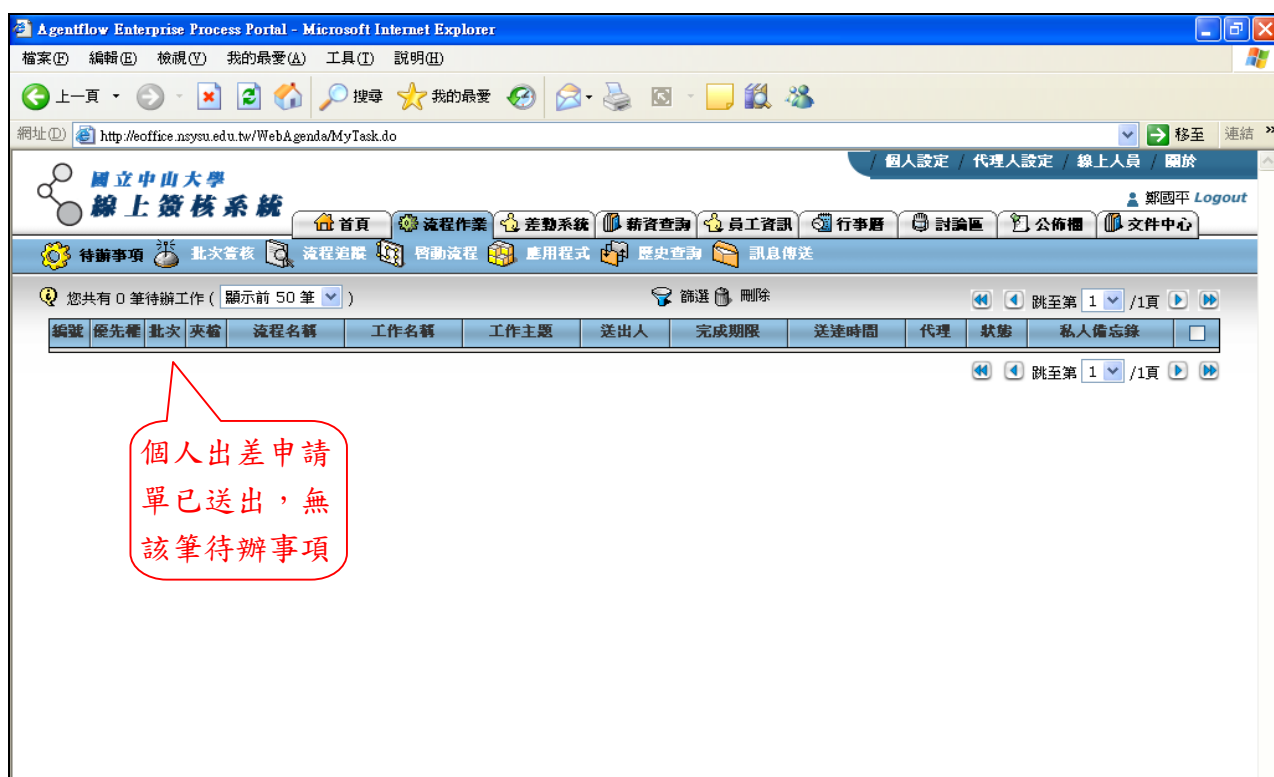 Agentflow Enterprise Process Portal - Microsoft Internet Explorer
檔案(F) 編輯(E) 檢視(V) 我的最愛(A) 工具(T) 說明(H)
上一頁 搜尋 我的最愛
網址(D) http://eoffice.nsysu.edu.tw/WebAgenda/MyTask.do 移至 連結 »
/ 個人設定 / 代理人設定 / 線上人員 / 關於
國立中山大學
線上簽核系統
鄭國平 Logout
首頁 流程作業 差勤系統 薪資查詢 員工資訊 行事曆 討論區 公佈欄 文件中心
待辦事項 批次簽核 流程追蹤 啓動流程 應用程式 歷史查詢 訊息傳送
您共有 0 筆待辦工作 ( 顯示前 50 筆 ) 篩選 刪除 跳至第 1 /1頁
編號 優先權 批次 夾檔 流程名稱 工作名稱 工作主題 送出人 完成期限 送達時間 代理 狀態 私人備忘錄
跳至第 1 /1頁
個人出差申請
單已送出，無
該筆待辦事項